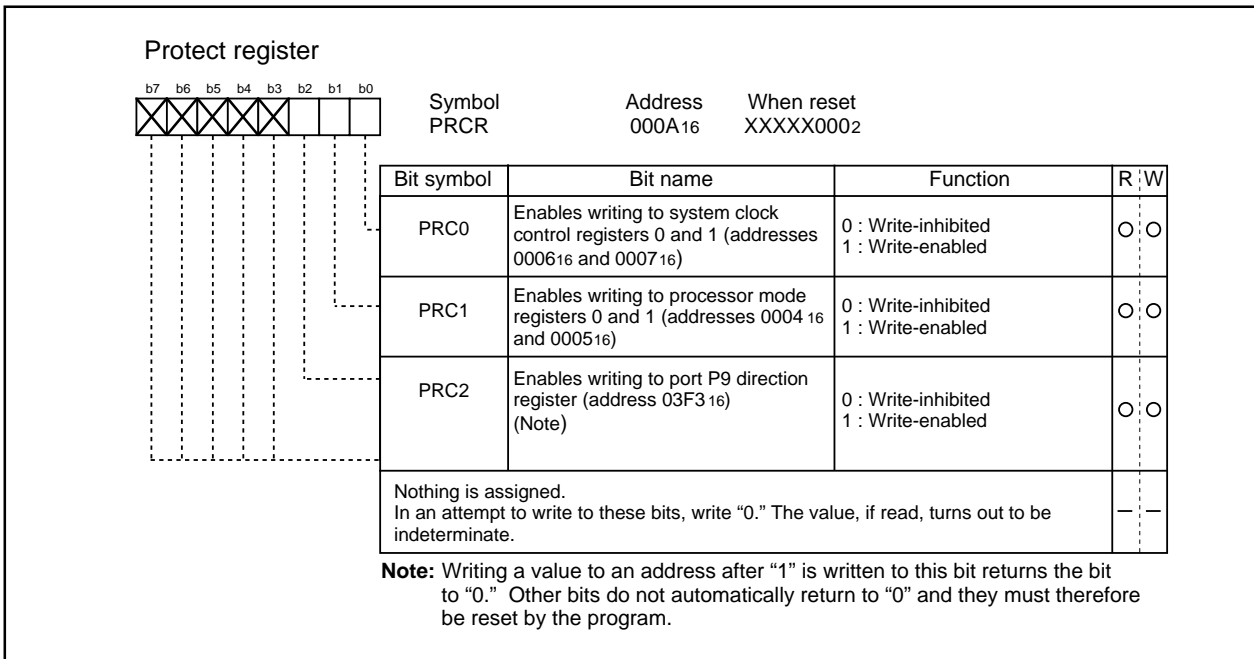 Protect register
b7 b6 b5 b4 b3 b2 b1 b0
Symbol Address When reset
PRCR 000A16 XXXXX0002
Bit symbol Bit name Function R W
PRC0
Enables writing to system clock
control registers 0 and 1 (addresses
000616 and 000716)
0 : Write-inhibited
1 : Write-enabled
PRC1
Enables writing to processor mode
registers 0 and 1 (addresses 0004 16
and 000516)
0 : Write-inhibited
1 : Write-enabled
PRC2
Enables writing to port P9 direction
register (address 03F3 16)
(Note)
0 : Write-inhibited
1 : Write-enabled
Nothing is assigned.
In an attempt to write to these bits, write “0.” The value, if read, turns out to be
indeterminate.
Note: Writing a value to an address after “1” is written to this bit returns the bit
to “0.” Other bits do not automatically return to “0” and they must therefore
be reset by the program.